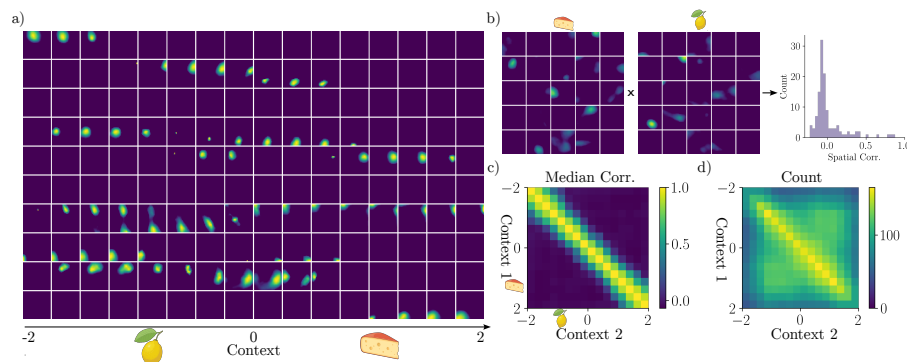 a)
-2
0
2
Context
b)
x
30
20
10
0
Count
0.0
0.5
1.0
Spatial Corr.
c)
Median Corr.
−2
0
2
Context 1
−2
0
2
Context 2
1.0
0.5
0.0
d)
Count
−2
0
2
Context 1
−2
0
2
Context 2
100
0